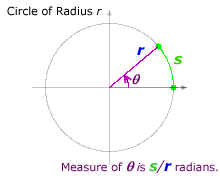 Circle of Radius r
r
s
θ
Measure of θ is s/r radians.